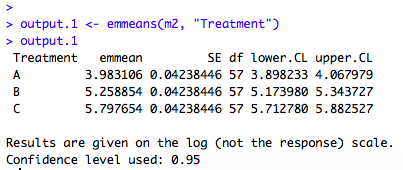 >
> output.1 <- emmeans(m2, "Treatment")
> output.1
Treatment emmean SE df lower.CL upper.CL
A 3.983106 0.04238446 57 3.898233 4.067979
B 5.258854 0.04238446 57 5.173980 5.343727
C 5.797654 0.04238446 57 5.712780 5.882527
Results are given on the log (not the response) scale.
Confidence level used: 0.95